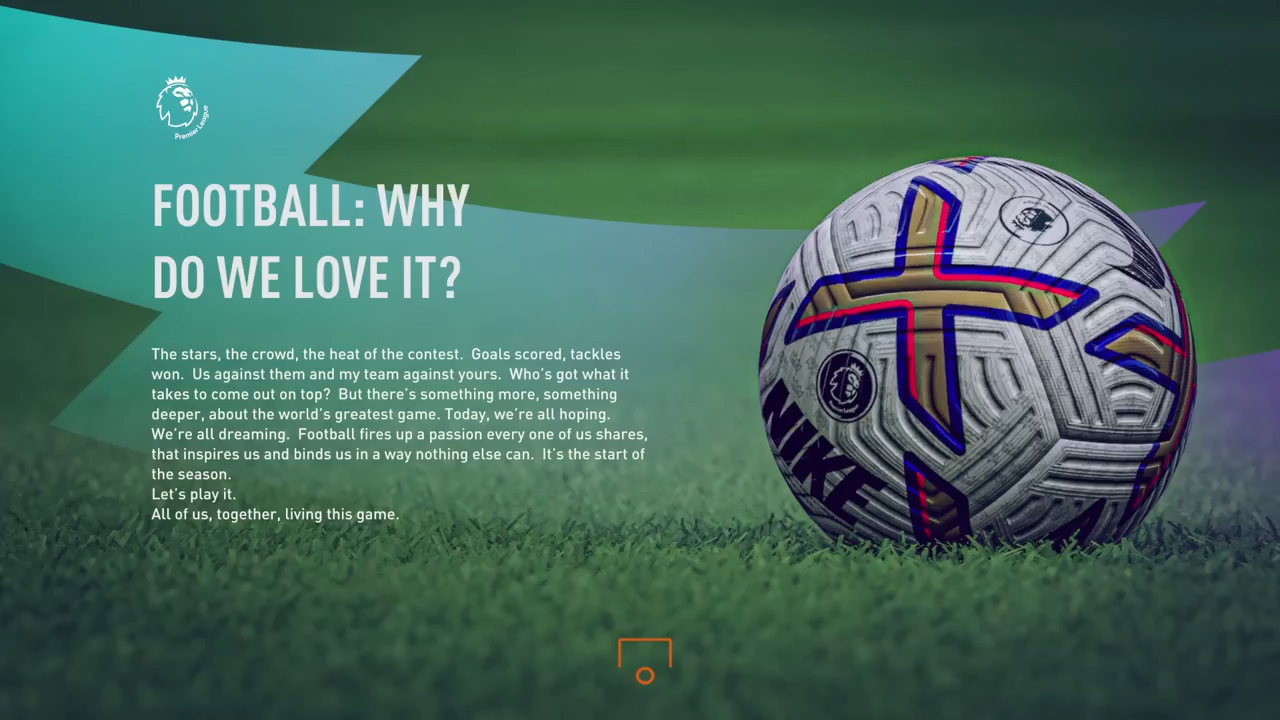 Premier League
FOOTBALL: WHY
DO WE LOVE IT?
The stars, the crowd, the heat of the contest.  Goals scored, tackles
won.  Us against them and my team against yours.  Who's got what it
takes to come out on top?  But there's something more, something
deeper, about the world's greatest game. Today, we're all hoping.
We're all dreaming.  Football fires up a passion every one of us shares,
that inspires us and binds us in a way nothing else can.  It's the start of
the season.
Let's play it.
All of us, together, living this game.
Premier League
NIKE